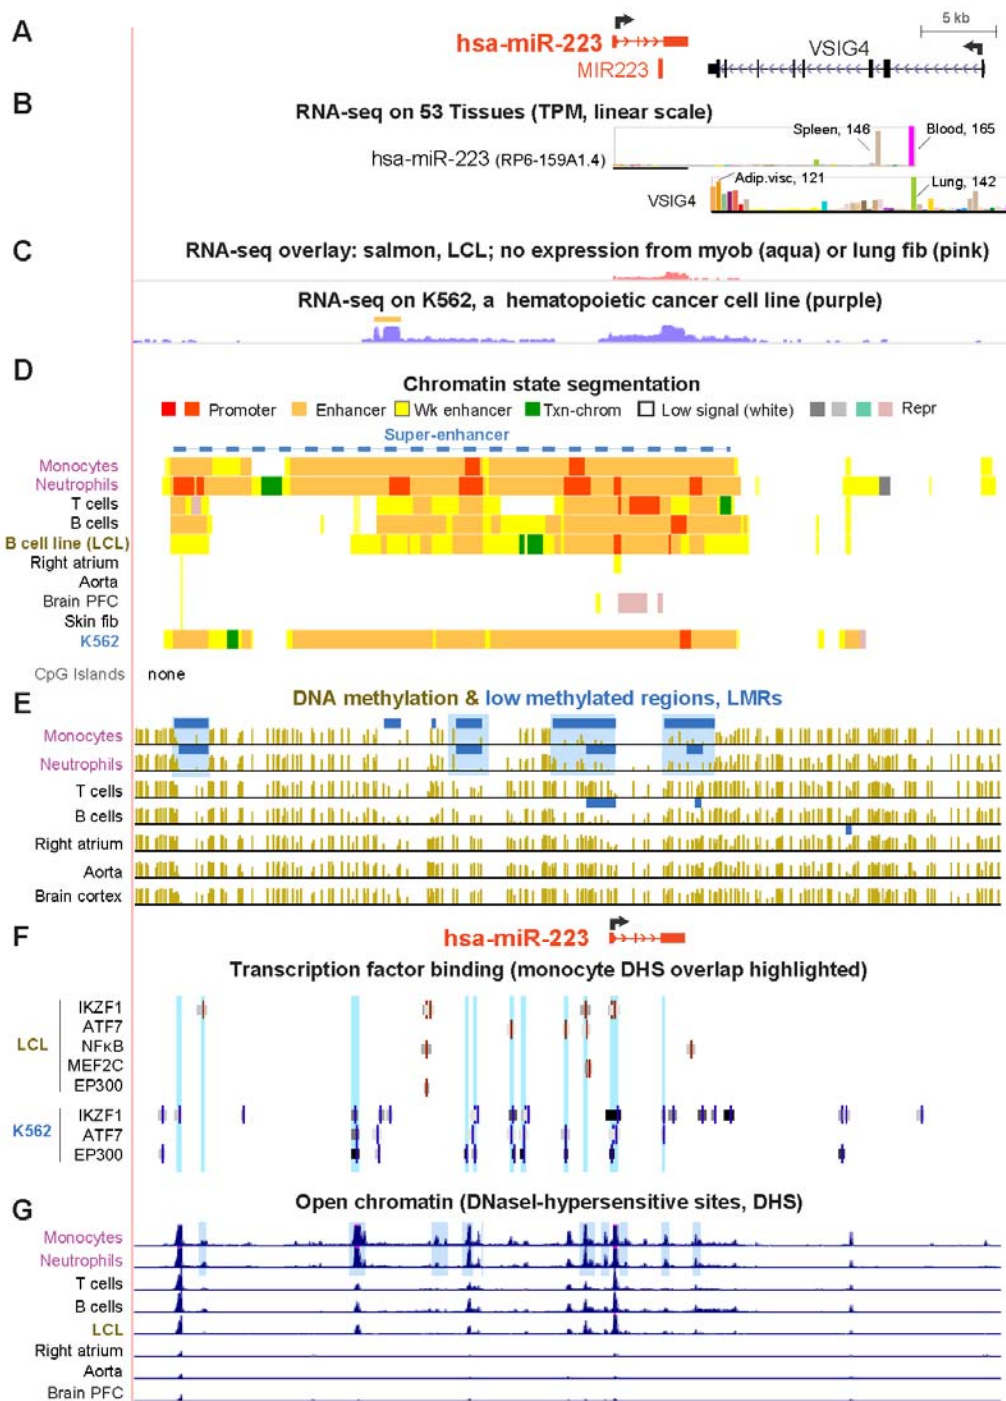 A
5 kb
hsa-miR-223
VSIG4
MIR223
B
RNA-seq on 53 Tissues (TPM, linear scale)
Spleen, 146
Blood, 165
hsa-miR-223 (RP6-159A1.4)
Adip.visc, 121
Lung, 142
VSIG4
C
RNA-seq overlay: salmon, LCL; no expression from myob (aqua) or lung fib (pink)
RNA-seq on K562, a hematopoietic cancer cell line (purple)
D
Chromatin state segmentation
Promoter Enhancer Wk enhancer Txn-chrom Low signal (white) Repr
Super-enhancer
Monocytes
Neutrophils
T cells
B cells
B cell line (LCL)
Right atrium
Aorta
Brain PFC
Skin fib
K562
CpG Islands none
E
DNA methylation & low methylated regions, LMRs
Monocytes
Neutrophils
T cells
B cells
Right atrium
Aorta
Brain cortex
F
hsa-miR-223
Transcription factor binding (monocyte DHS overlap highlighted)
LCL
IKZF1
ATF7
NFκB
MEF2C
EP300
K562
IKZF1
ATF7
EP300
G
Open chromatin (DNaseI-hypersensitive sites, DHS)
Monocytes
Neutrophils
T cells
B cells
LCL
Right atrium
Aorta
Brain PFC